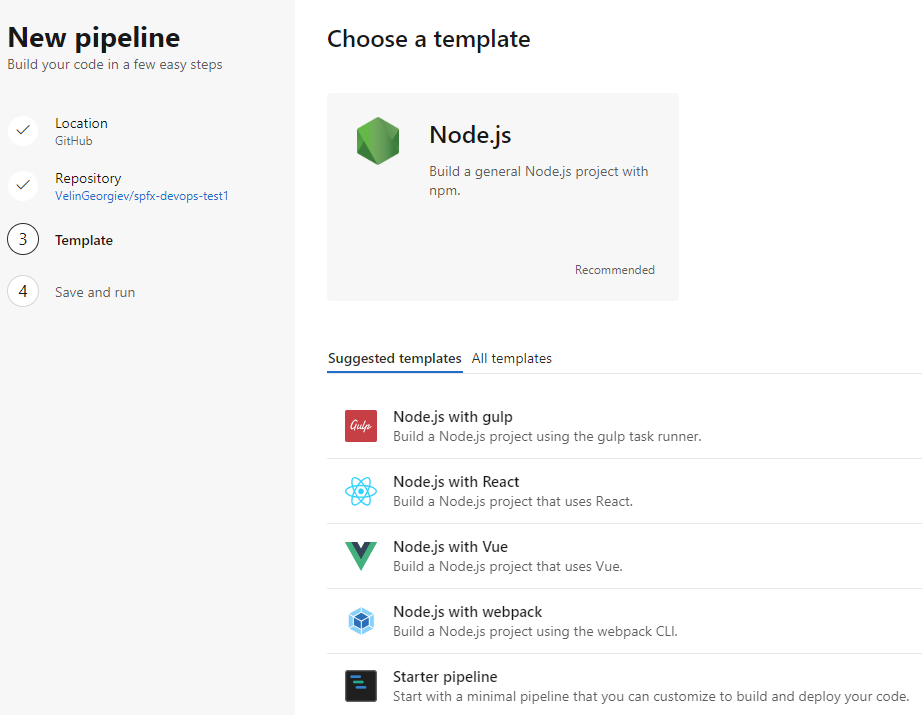 New pipeline
Build your code in a few easy steps
Location
GitHub
Repository
VelinGeorgiev/spfx-devops-test1
3
Template
4
Save and run
Choose a template
Node.js
Build a general Node.js project with
npm.
Recommended
Suggested templates
All templates
Gulp
Node.js with gulp
Build a Node.js project using the gulp task runner.
Node.js with React
Build a Node.js project that uses React.
Node.js with Vue
Build a Node.js project that uses Vue.
Node.js with webpack
Build a Node.js project using the webpack CLI.
Starter pipeline
Start with a minimal pipeline that you can customize to build and deploy your code.